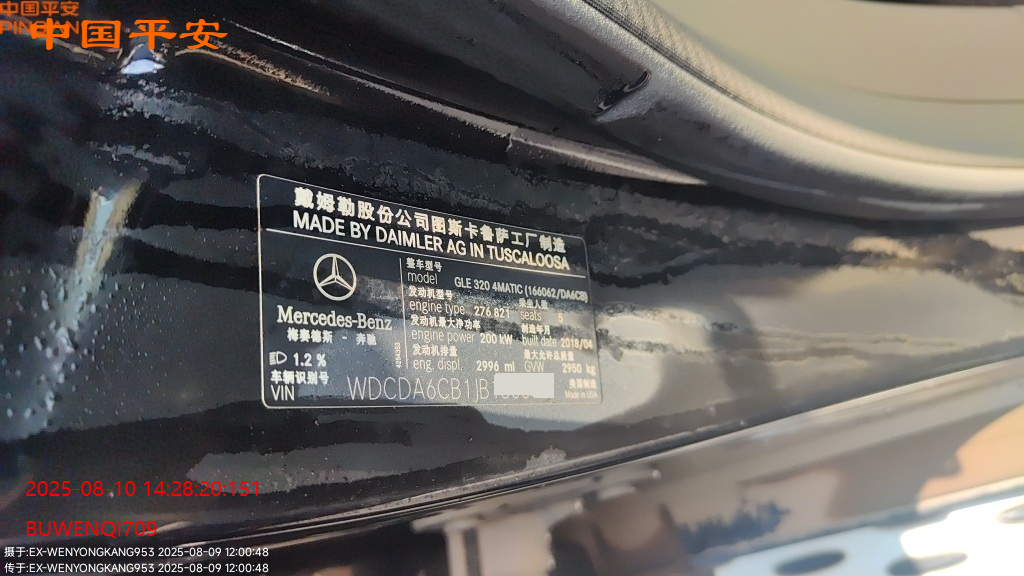 中国平安
PINGAN
中国平安
戴姆勒股份公司图斯卡鲁萨工厂制造
MADE BY DAIMLER AG IN TUSCALOOSA
Mercedes-Benz
梅赛德斯 - 奔驰
1.2 %
整车型号
model GLE 320 4MATIC (166062/DA6CB)
发动机型号 乘坐人数
engine type 276 821 seats 5
发动机最大净功率 制造年月
engine power 200 kW built date 2018/04
发动机排量 最大允许总质量
eng. displ. 2996 ml GVW 2950 kg
车辆识别号
VIN WDCDA6CB1JB
美国制造
Made in USA
2025-08-10 14:28:20:151
BUWENQI709
摄于:EX-WENYONGKANG953 2025-08-09 12:00:48
传于:EX-WENYONGKANG953 2025-08-09 12:00:48